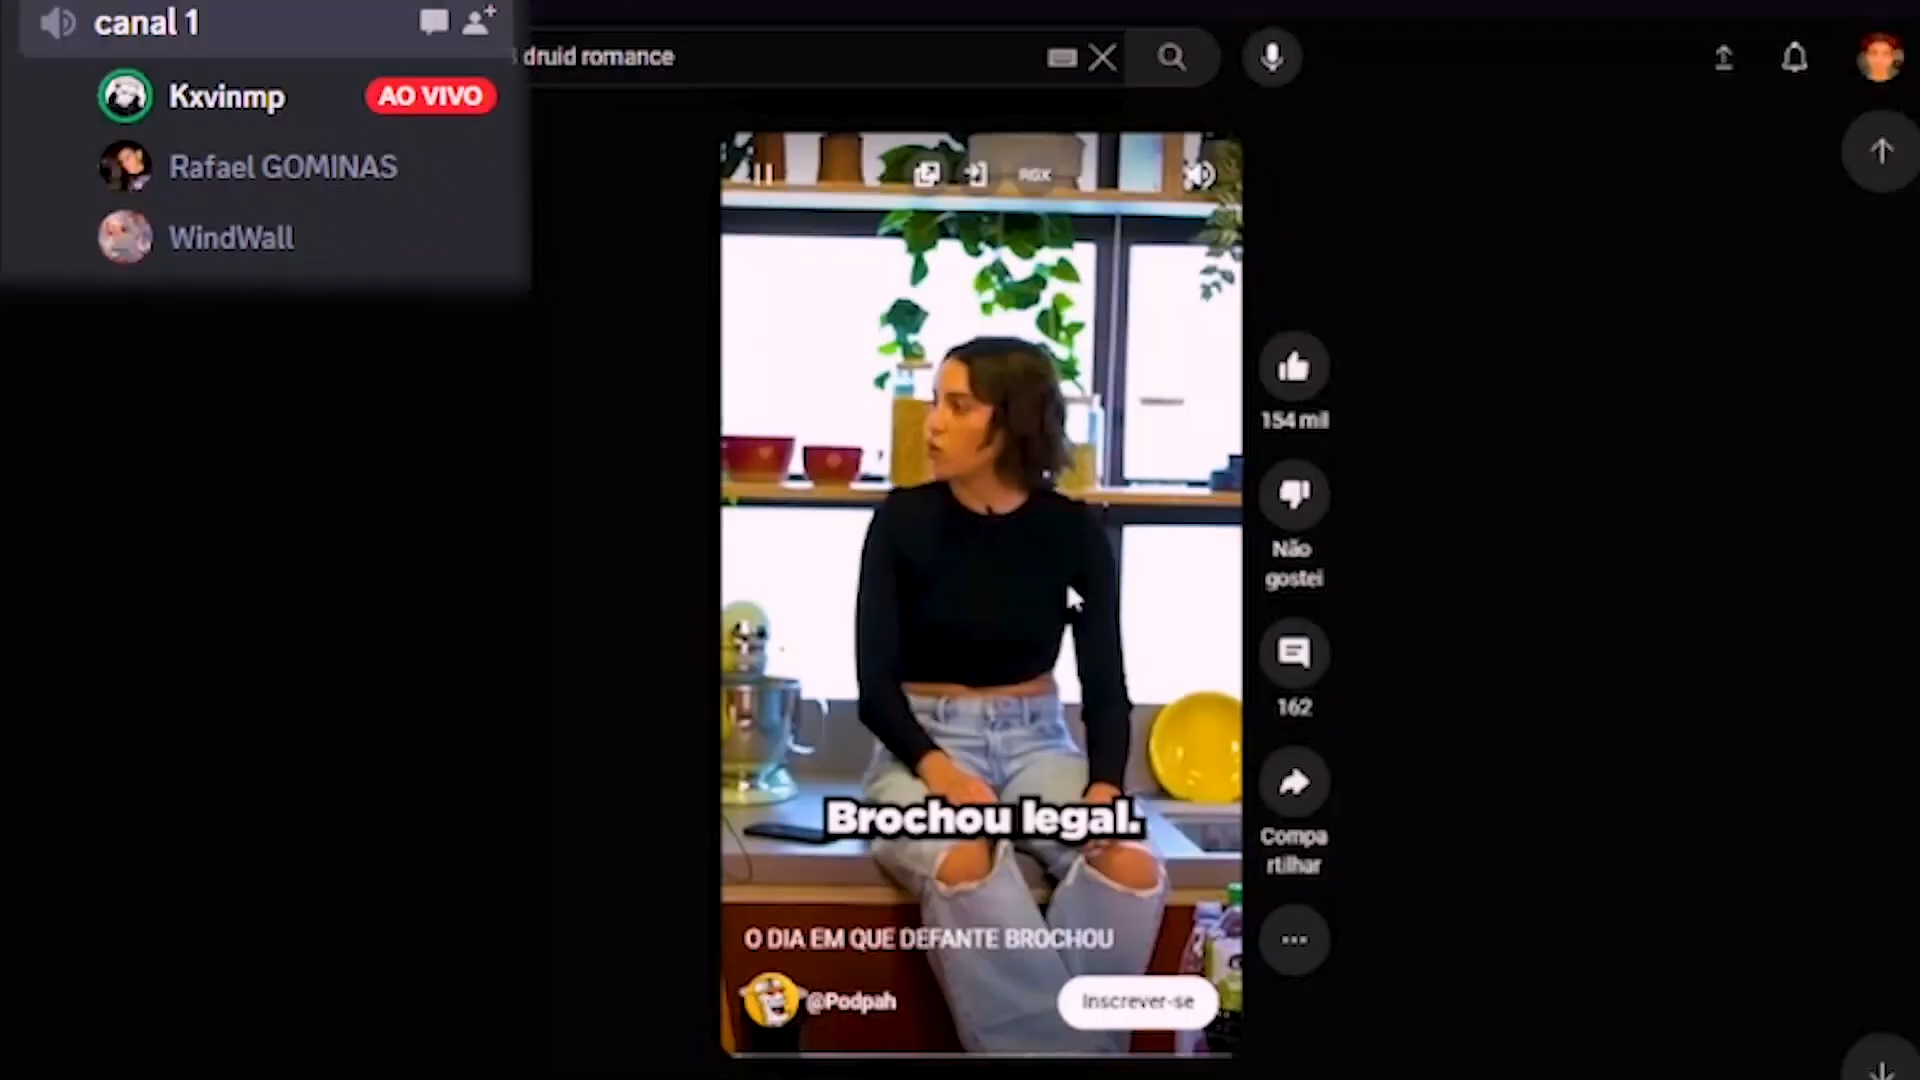 canal 1
Kxvinmp
AO VIVO
Rafael GOMINAS
WindWall
druid romance
154 mil
Não
gostei
162
Compa
rtilhar
Brochou legal.
O DIA EM QUE DEFANTE BROCHOU
@Podpah
Inscrever-se